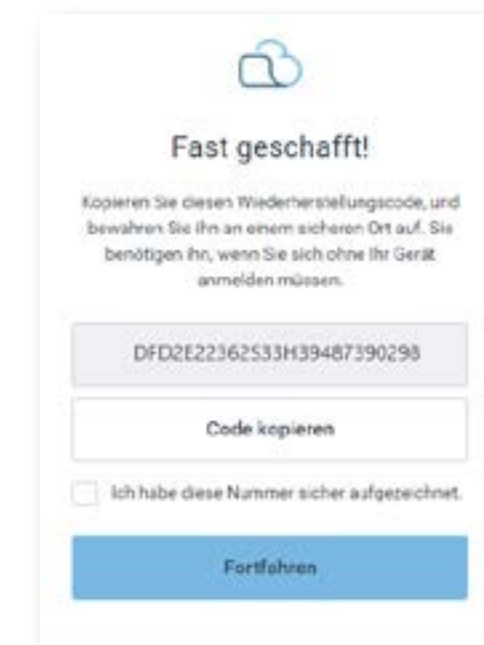 Fast geschafft!
Kopieren Sie diesen Wiederherstellungscode, und
bewahren Sie ihn an einem sicheren Ort auf. Sie
benötigen ihn, wenn Sie sich ohne Ihr Gerät
anmelden müssen.
DFD2E22362533H39487390298
Code kopieren
Ich habe diese Nummer sicher aufgezeichnet.
Fortfahren